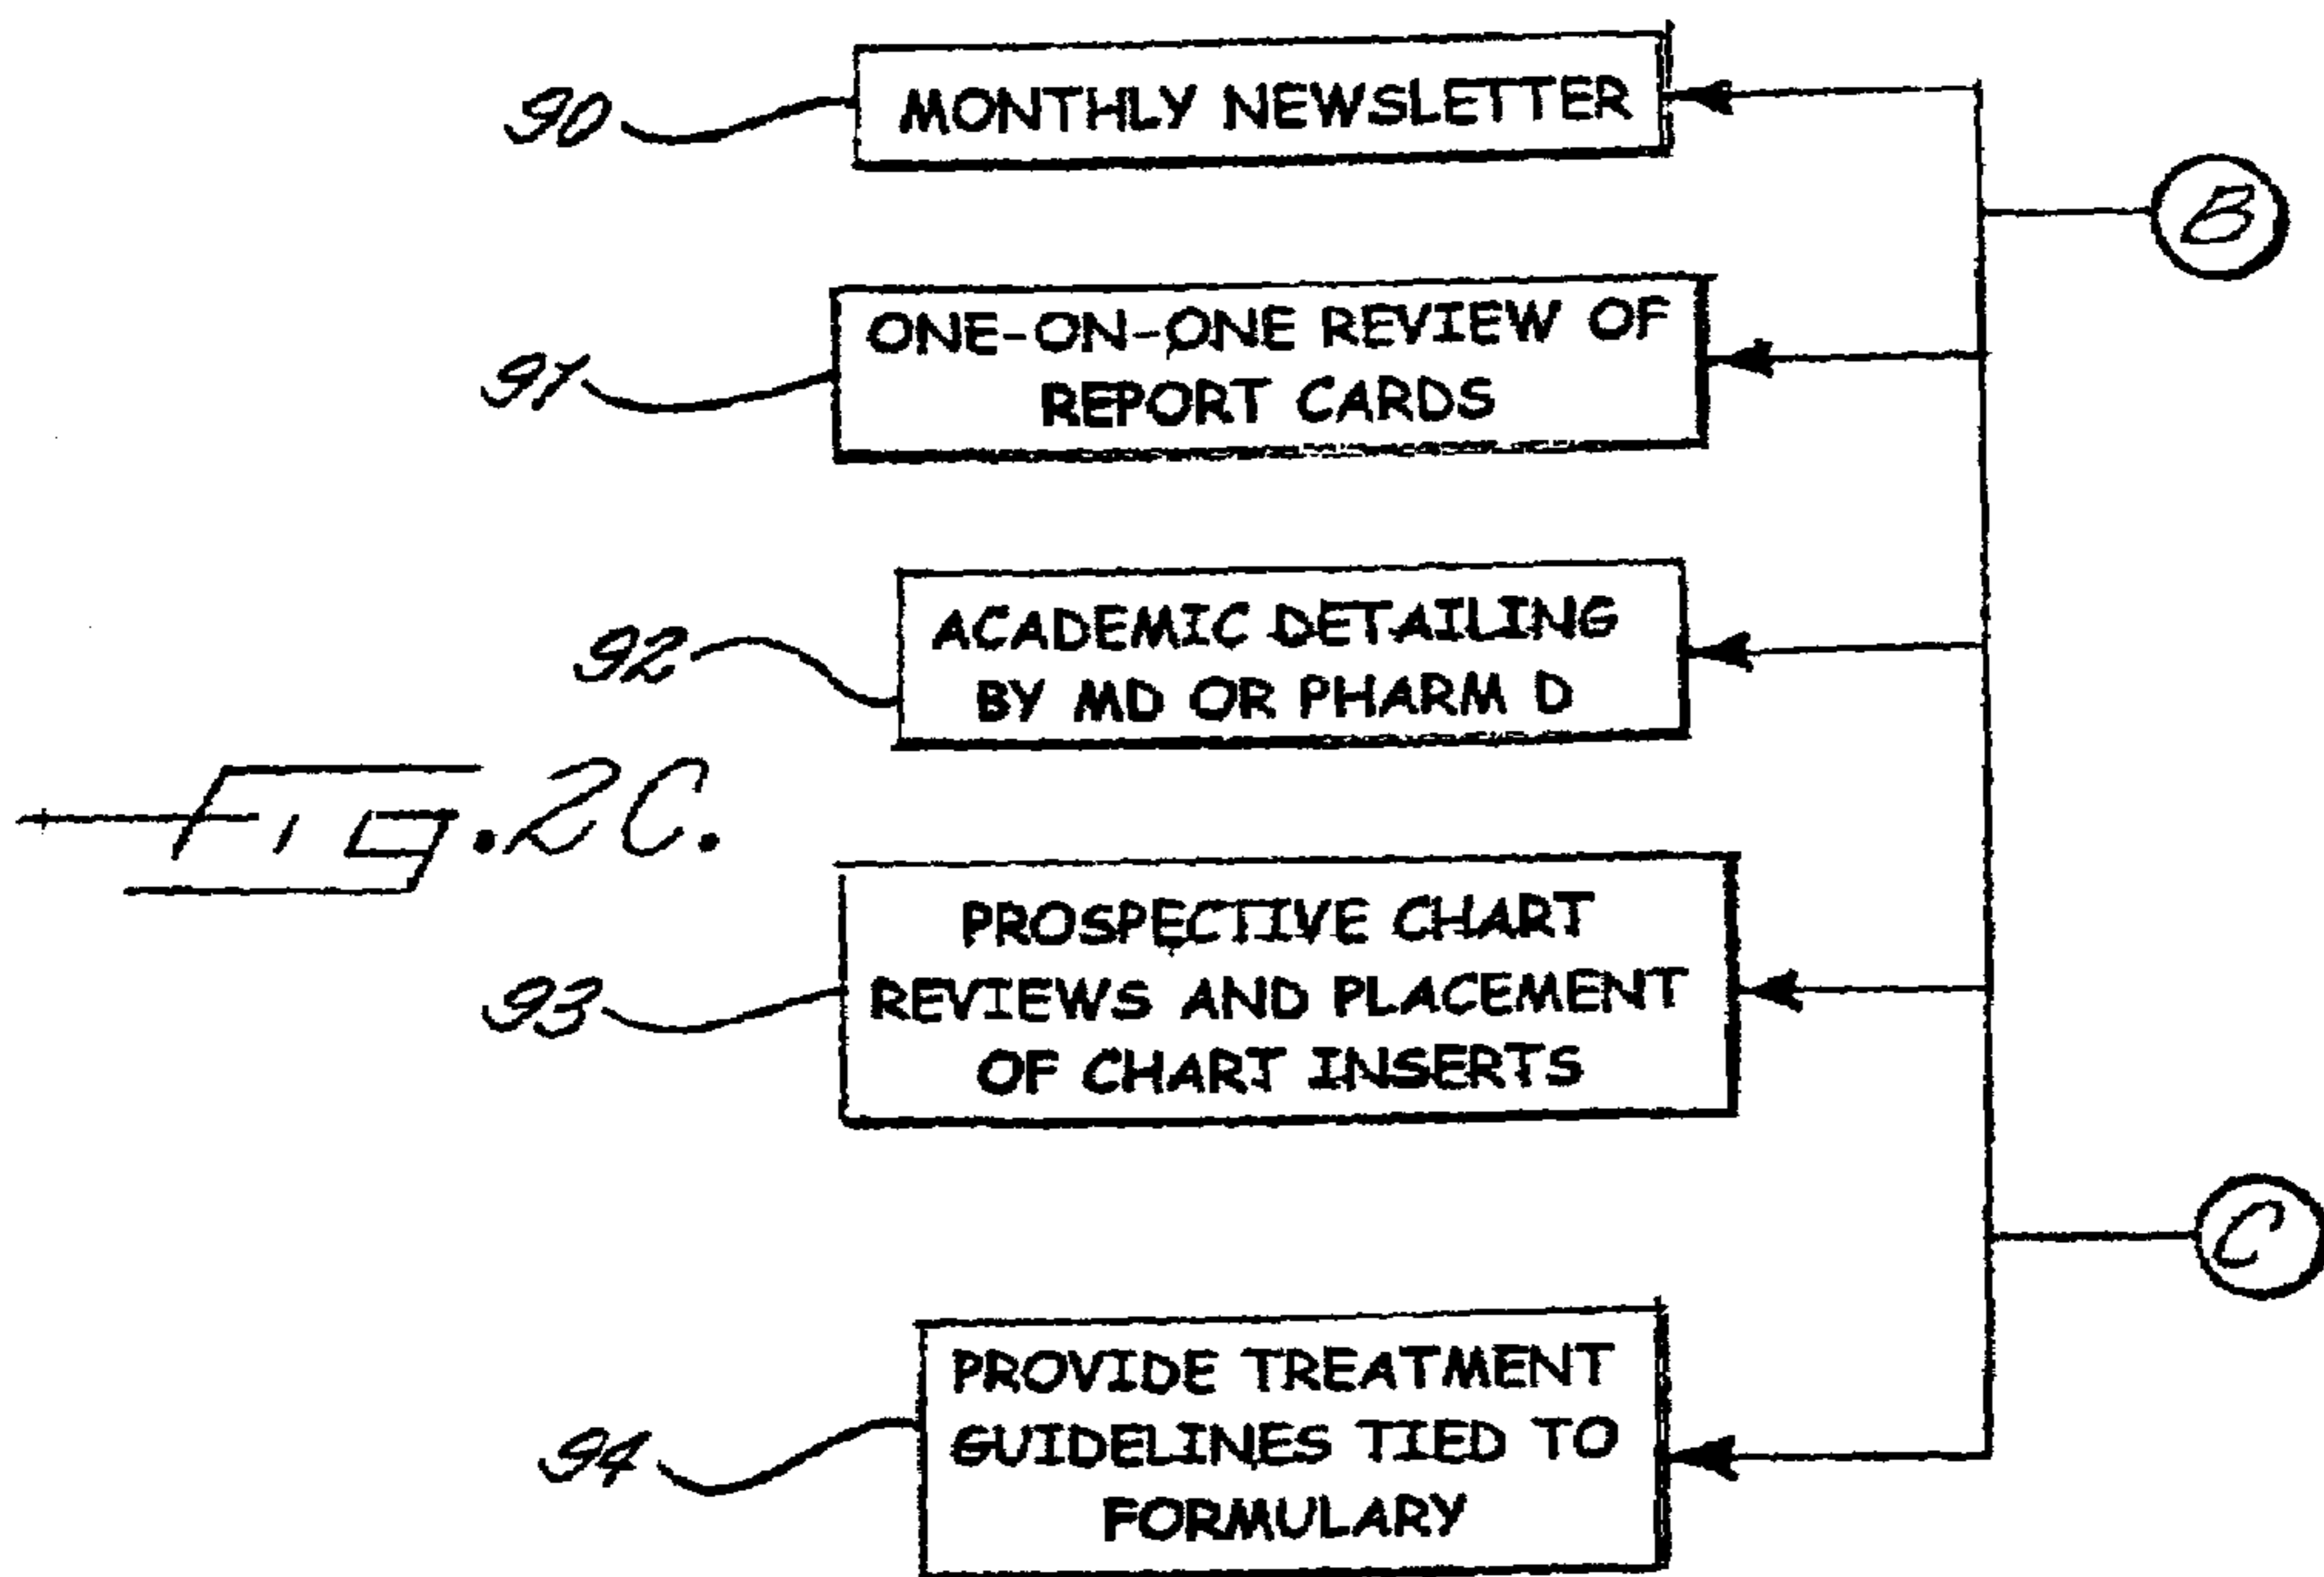 90
MONTHLY NEWSLETTER
B
91
ONE-ON-ONE REVIEW OF
REPORT CARDS
92
ACADEMIC DETAILING
BY MD OR PHARM D
FIG. 2C.
93
PROSPECTIVE CHART
REVIEWS AND PLACEMENT
OF CHART INSERTS
C
94
PROVIDE TREATMENT
GUIDELINES TIED TO
FORMULARY